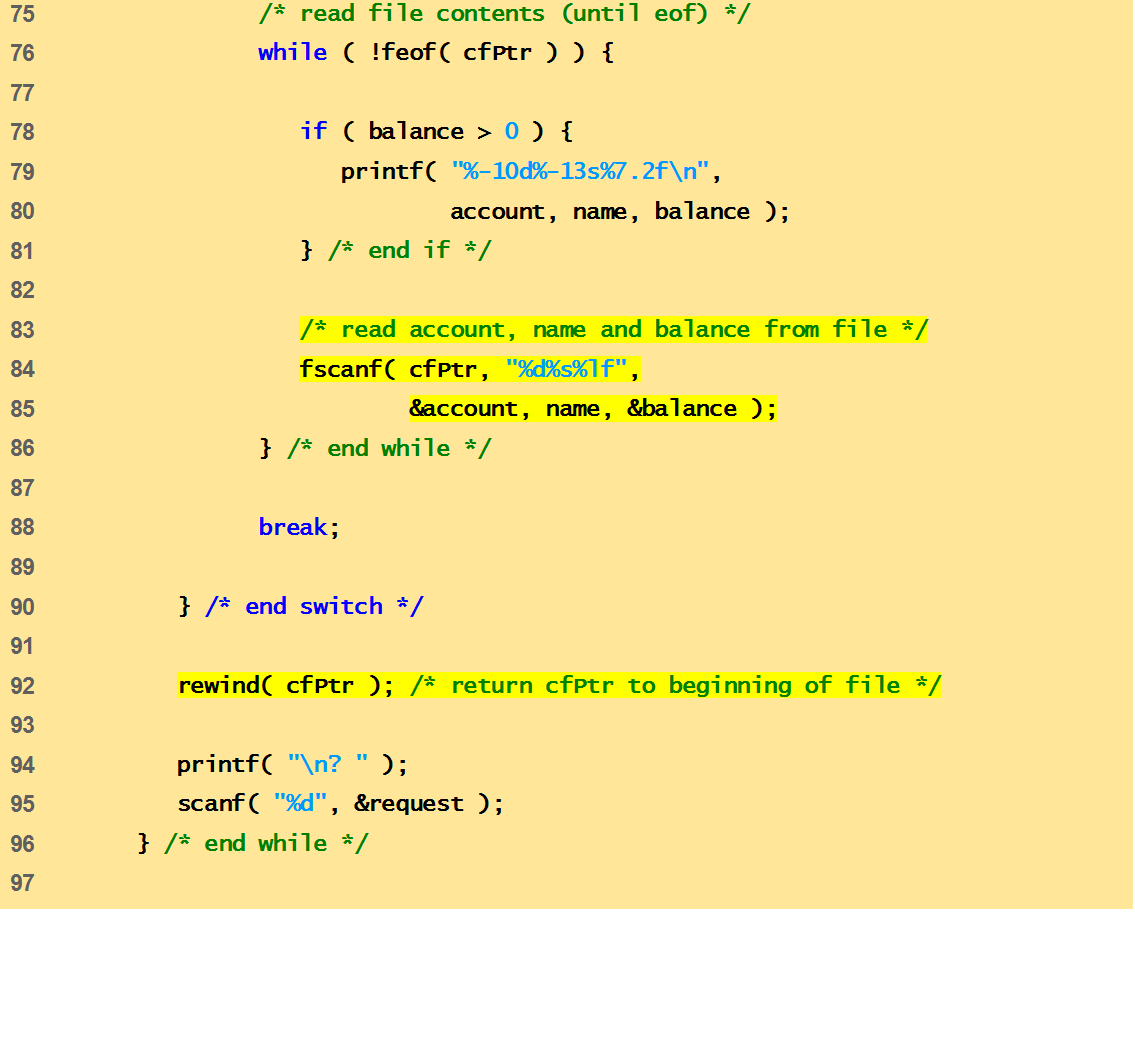 75 /* read file contents (until eof) */
76 while ( !feof( cfPtr ) ) {
77
78 if ( balance > 0 ) {
79 printf( "%-10d%-13s%7.2f\n",
80 account, name, balance );
81 } /* end if */
82
83 /* read account, name and balance from file */
84 fscanf( cfPtr, "%d%s%lf",
85 &account, name, &balance );
86 } /* end while */
87
88 break;
89
90 } /* end switch */
91
92 rewind( cfPtr ); /* return cfPtr to beginning of file */
93
94 printf( "\n? " );
95 scanf( "%d", &request );
96 } /* end while */
97